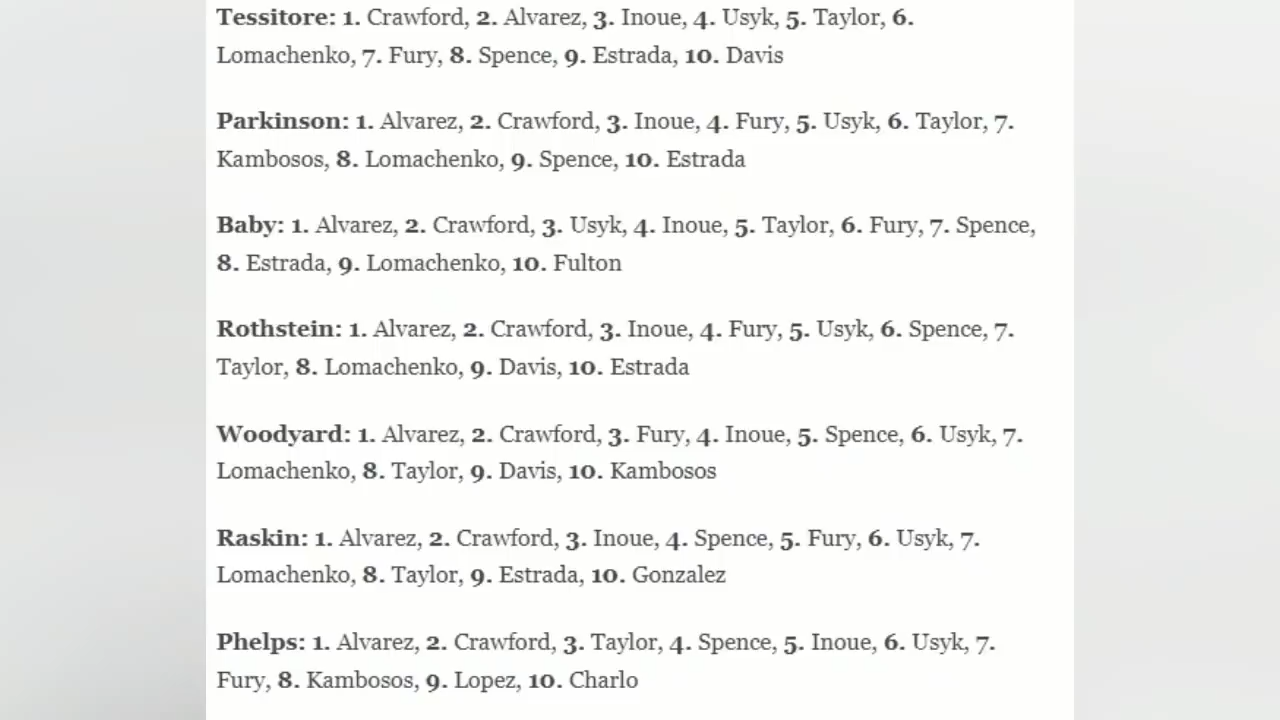 Tessitore: 1. Crawford, 2. Alvarez, 3. Inoue, 4. Usyk, 5. Taylor, 6.
Lomachenko, 7. Fury, 8. Spence, 9. Estrada, 10. Davis
Parkinson: 1. Alvarez, 2. Crawford, 3. Inoue, 4. Fury, 5. Usyk, 6. Taylor, 7.
Kambosos, 8. Lomachenko, 9. Spence, 10. Estrada
Baby: 1. Alvarez, 2. Crawford, 3. Usyk, 4. Inoue, 5. Taylor, 6. Fury, 7. Spence,
8. Estrada, 9. Lomachenko, 10. Fulton
Rothstein: 1. Alvarez, 2. Crawford, 3. Inoue, 4. Fury, 5. Usyk, 6. Spence, 7.
Taylor, 8. Lomachenko, 9. Davis, 10. Estrada
Woodyard: 1. Alvarez, 2. Crawford, 3. Fury, 4. Inoue, 5. Spence, 6. Usyk, 7.
Lomachenko, 8. Taylor, 9. Davis, 10. Kambosos
Raskin: 1. Alvarez, 2. Crawford, 3. Inoue, 4. Spence, 5. Fury, 6. Usyk, 7.
Lomachenko, 8. Taylor, 9. Estrada, 10. Gonzalez
Phelps: 1. Alvarez, 2. Crawford, 3. Taylor, 4. Spence, 5. Inoue, 6. Usyk, 7.
Fury, 8. Kambosos, 9. Lopez, 10. Charlo